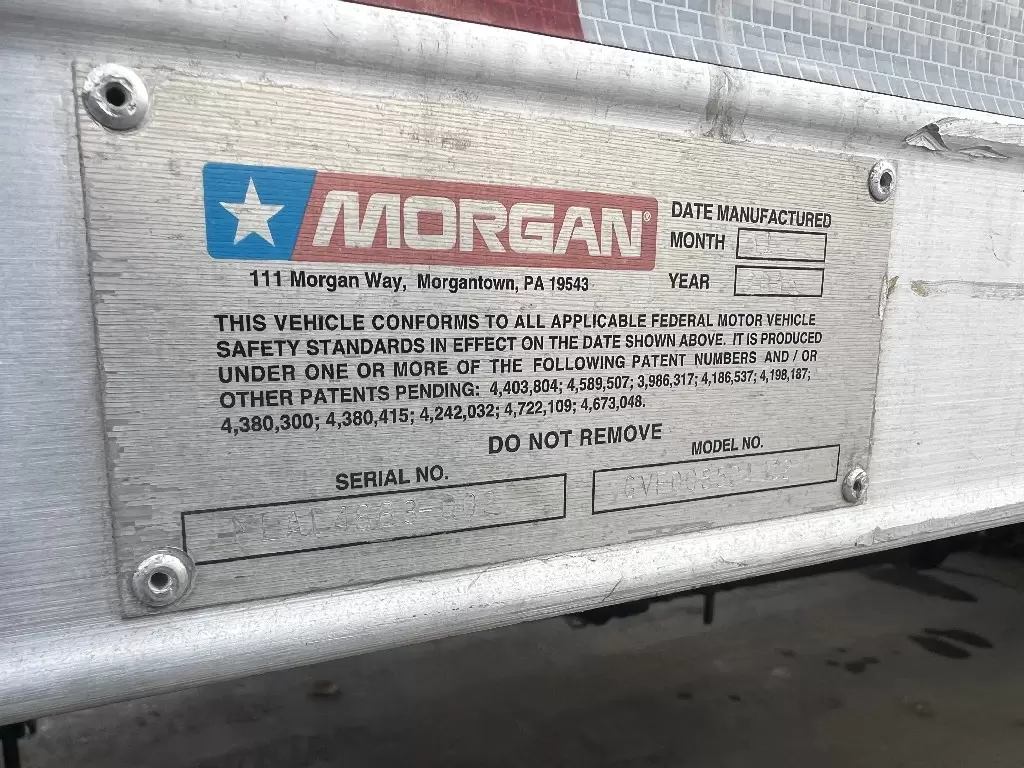 MORGAN®
111 Morgan Way, Morgantown, PA 19543
DATE MANUFACTURED
MONTH
YEAR
THIS VEHICLE CONFORMS TO ALL APPLICABLE FEDERAL MOTOR VEHICLE
SAFETY STANDARDS IN EFFECT ON THE DATE SHOWN ABOVE. IT IS PRODUCED
UNDER ONE OR MORE OF THE FOLLOWING PATENT NUMBERS AND / OR
OTHER PATENTS PENDING: 4,403,804; 4,589,507; 3,986,317; 4,186,537; 4,198,187;
4,380,300; 4,380,415; 4,242,032; 4,722,109; 4,673,048.
DO NOT REMOVE
SERIAL NO.
MODEL NO.